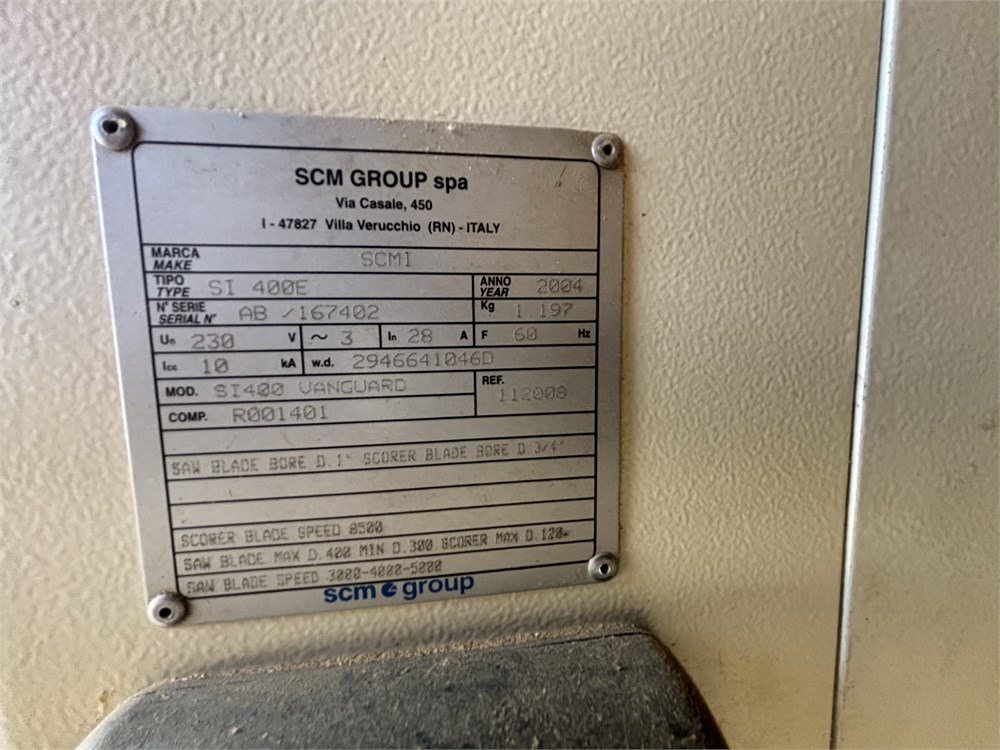 SCM GROUP spa
Via Casale, 450
I - 47827 Villa Verucchio (RN) - ITALY
MARCA
MAKE SCMI
TIPO
TYPE SI 400E
ANNO
YEAR 2004
N° SERIE
SERIAL N° AB /167402
Kg 1 197
Un 230 V ~ 3 In 28 A F 60 Hz
Icc 10 kA w.d. 2946641046D
MOD. SI400 VANGUARD
REF. 112008
COMP. R001401
SAW BLADE BORE D.1" SCORER BLADE BORE D.3/4"
SCORER BLADE SPEED 8500
SAW BLADE MAX D.400 MIN D.300 SCORER MAX D.120
SAW BLADE SPEED 3000-4000-5000
scm group